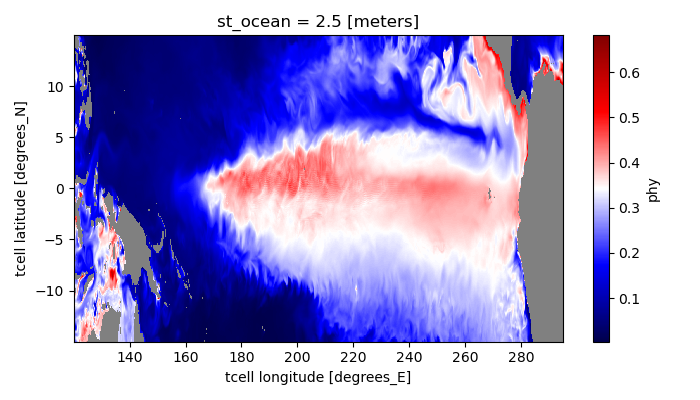 st_ocean = 2.5 [meters]
tcell latitude [degrees_N]
10
5
0
−5
−10
140 160 180 200 220 240 260 280
tcell longitude [degrees_E]
0.6
0.5
0.4
0.3
0.2
0.1
phy